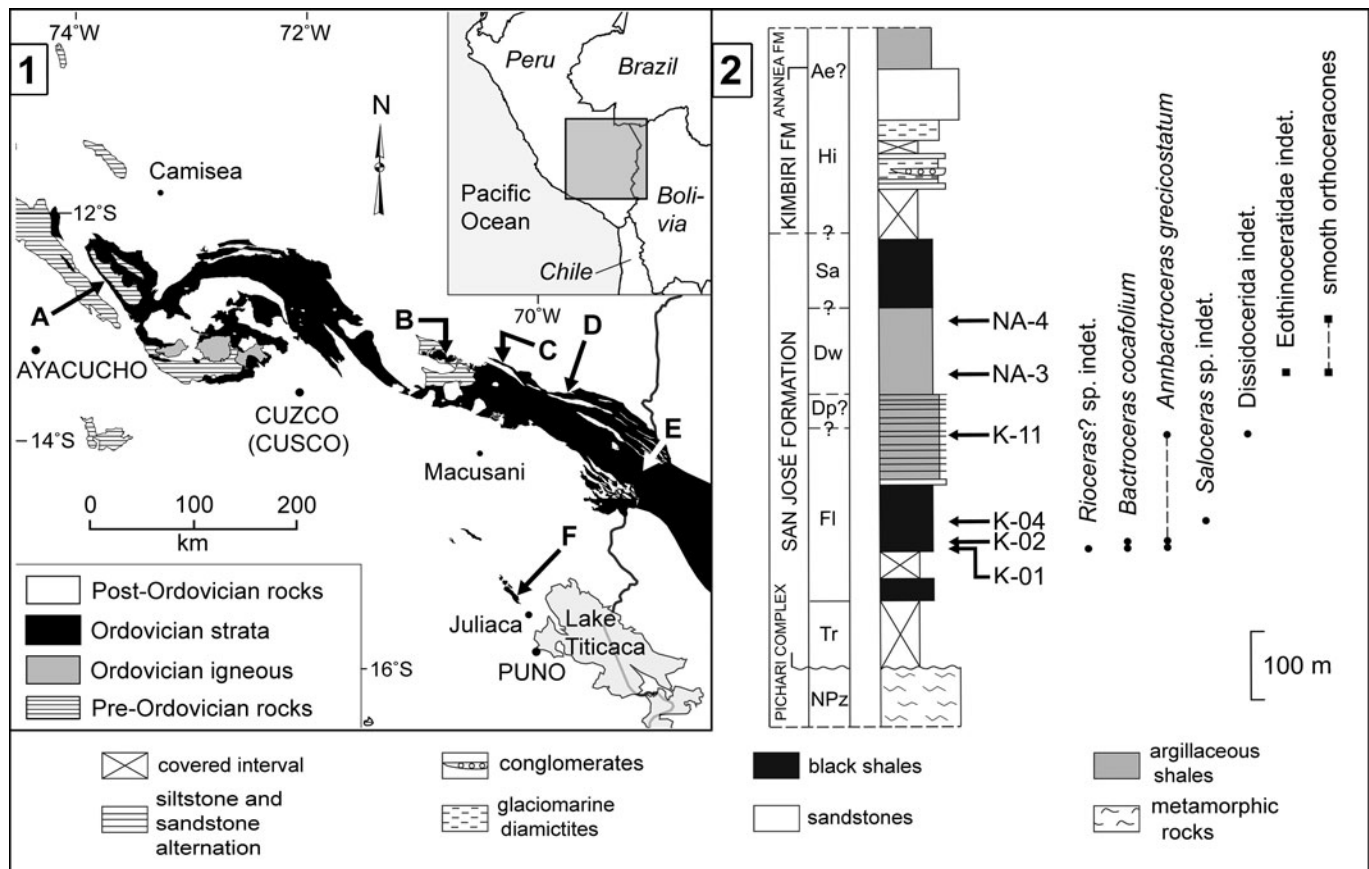 1
74°W
72°W
N
Camisea
12°S
A
AYACUCHO
CUZCO
(CUSCO)
14°S
0 100 200
km
Peru
Brazil
Pacific
Ocean
Boli-
via
Chile
70°W
B
C
D
E
Macusani
F
Juliaca
Lake
Titicaca
PUNO
16°S
Post-Ordovician rocks
Ordovician strata
Ordovician igneous
Pre-Ordovician rocks
2
ANANEA FM
KIMBIRI FM
SAN JOSÉ FORMATION
PICHARI COMPLEX
Ae?
Hi
?
Sa
?
Dw
Dp?
?
Fl
Tr
NPz
NA-4
NA-3
K-11
K-04
K-02
K-01
Rioceras? sp. indet.
Bactroceras cocafolium
Annbactroceras grecicostatum
Saloceras sp. indet.
Dissidocerida indet.
Eothinoceratidae indet.
smooth orthoceracones
100 m
covered interval
siltstone and
sandstone
alternation
conglomerates
glaciomarine
diamictites
black shales
sandstones
argillaceous
shales
metamorphic
rocks